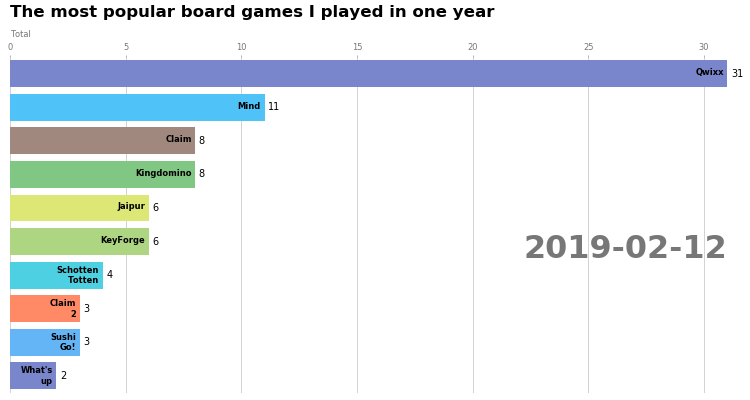 The most popular board games I played in one year
Total
0 5 10 15 20 25 30
Qwixx 31
Mind 11
Claim 8
Kingdomino 8
Jaipur 6
KeyForge 6
2019-02-12
Schotten
Totten 4
Claim
2 3
Sushi
Go! 3
What's
up 2